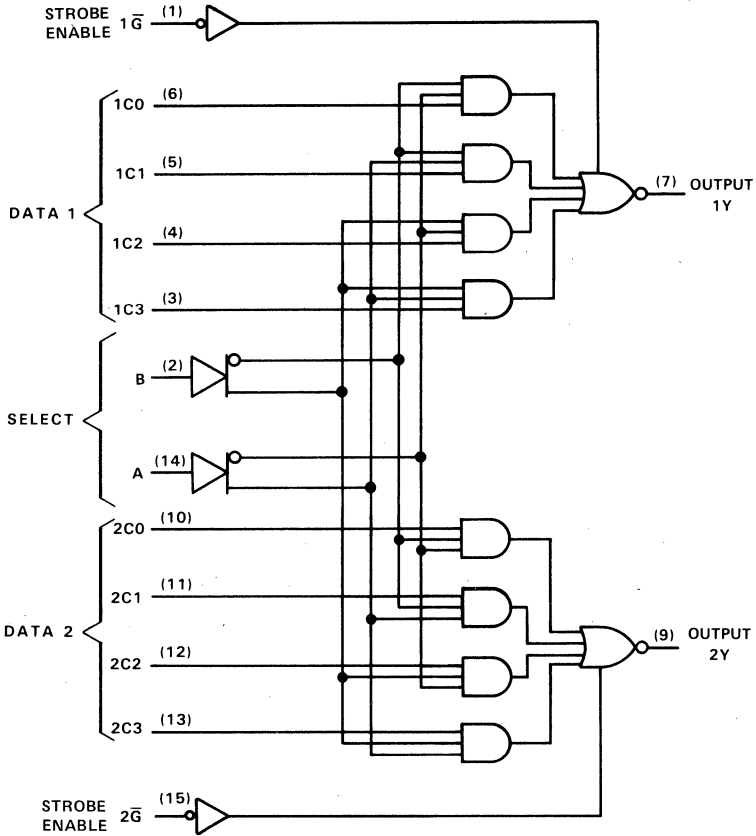 STROBE
ENABLE 1G̅ (1)
1C0 (6)
1C1 (5)
DATA 1
(7) OUTPUT
1Y
1C2 (4)
1C3 (3)
B (2)
SELECT
A (14)
2C0 (10)
2C1 (11)
DATA 2
(9) OUTPUT
2Y
2C2 (12)
2C3 (13)
STROBE
ENABLE 2G̅ (15)